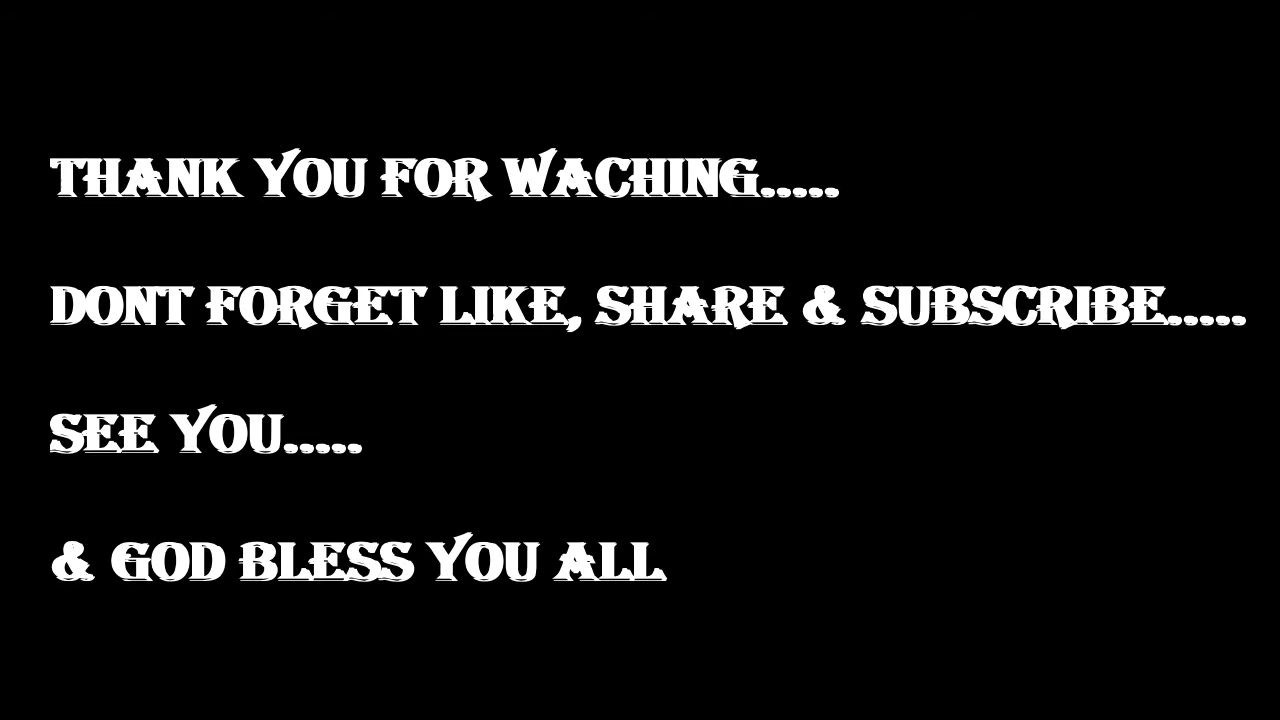 THANK YOU FOR WACHING.....
DONT FORGET LIKE, SHARE & SUBSCRIBE.....
SEE YOU.....
& GOD BLESS YOU ALL